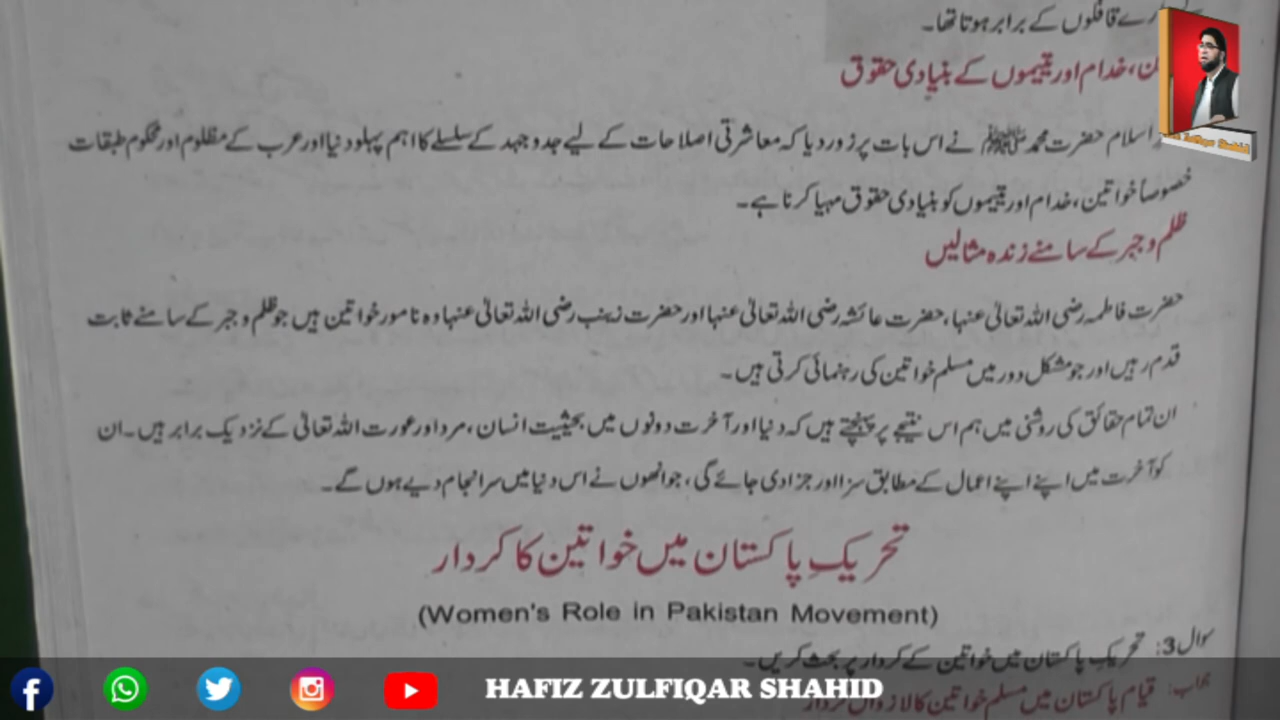 رے قافلوں کے برابر ہوتا تھا۔
ن، خدام اور یتیموں کے بنیادی حقوق
اسلام حضرت محمد ﷺ نے اس بات پر زور دیا کہ معاشرتی اصلاحات کے لیے جدوجہد کے سلسلے کا اہم پہلو دنیا اور عرب کے مظلوم اور محکوم طبقات
خصوصاً خواتین، خدام اور یتیموں کو بنیادی حقوق مہیا کرنا ہے۔
ظلم و جبر کے سامنے زندہ مثالیں
حضرت فاطمہ رضی اللہ تعالیٰ عنہا، حضرت عائشہ رضی اللہ تعالیٰ عنہا اور حضرت زینب رضی اللہ تعالیٰ عنہا وہ نامور خواتین ہیں جو ظلم و جبر کے سامنے ثابت
قدم رہیں اور جو مشکل دور میں مسلم خواتین کی رہنمائی کرتی ہیں۔
ان تمام حقائق کی روشنی میں ہم اس نتیجے پر پہنچتے ہیں کہ دنیا اور آخرت دونوں میں بحیثیت انسان، مرد اور عورت اللہ تعالیٰ کے نزدیک برابر ہیں۔ ان
کو آخرت میں اپنے اپنے اعمال کے مطابق سزا اور جزا دی جائے گی، جو انھوں نے اس دنیا میں سرانجام دیے ہوں گے۔
تحریکِ پاکستان میں خواتین کا کردار
(Women's Role in Pakistan Movement)
سوال 3: تحریکِ پاکستان میں خواتین کے کردار پر بحث کریں۔
جواب: قیام پاکستان میں مسلم خواتین کا لازوال کردار
HAFIZ ZULFIQAR SHAHID